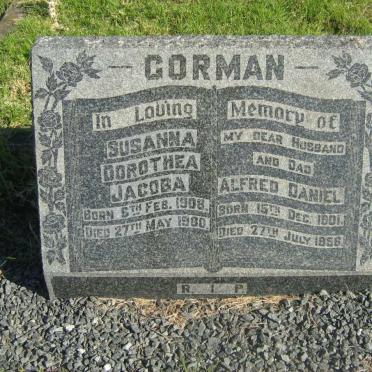 GORMAN
In Loving
SUSANNA
DOROTHEA
JACOBA
BORN 6TH FEB. 1908.
DIED 27TH MAY 1980.
Memory of
MY DEAR HUSBAND
AND DAD
ALFRED DANIEL
BORN 15TH DEC. 1901.
DIED 27TH JULY 1956.
R I P